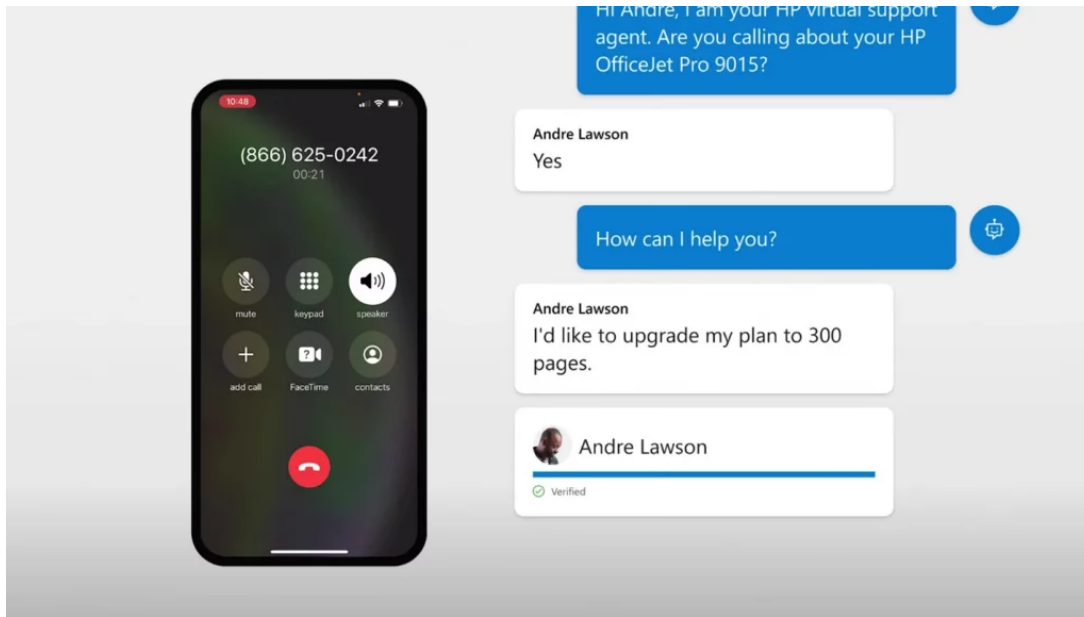 10:48
(866) 625-0242
00:21
mute
keypad
speaker
add call
FaceTime
contacts
Hi Andre, I am your HP virtual support
agent. Are you calling about your HP
OfficeJet Pro 9015?
Andre Lawson
Yes
How can I help you?
Andre Lawson
I'd like to upgrade my plan to 300
pages.
Andre Lawson
Verified